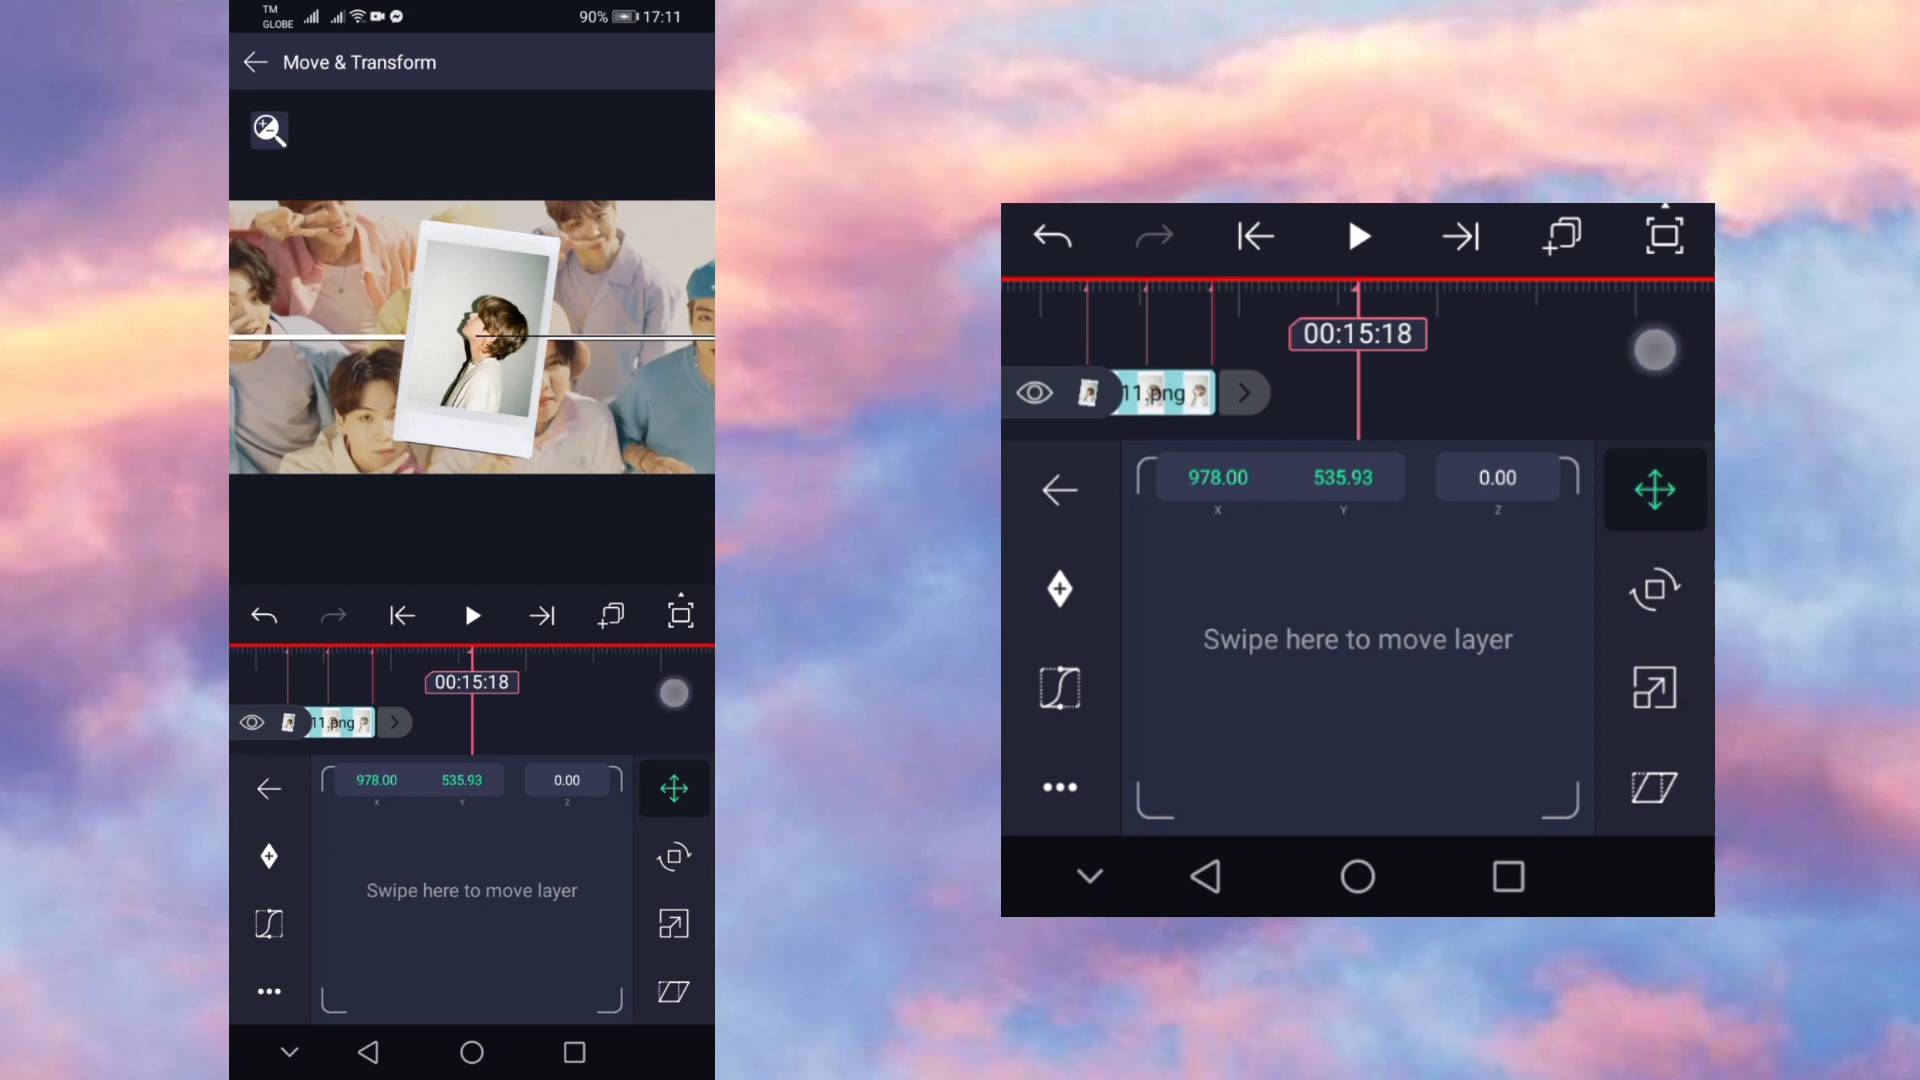 TM
GLOBE
90% 17:11
Move & Transform
00:15:18
11.png
978.00 535.93 0.00
X Y Z
Swipe here to move layer
00:15:18
11.png
978.00 535.93 0.00
X Y Z
Swipe here to move layer